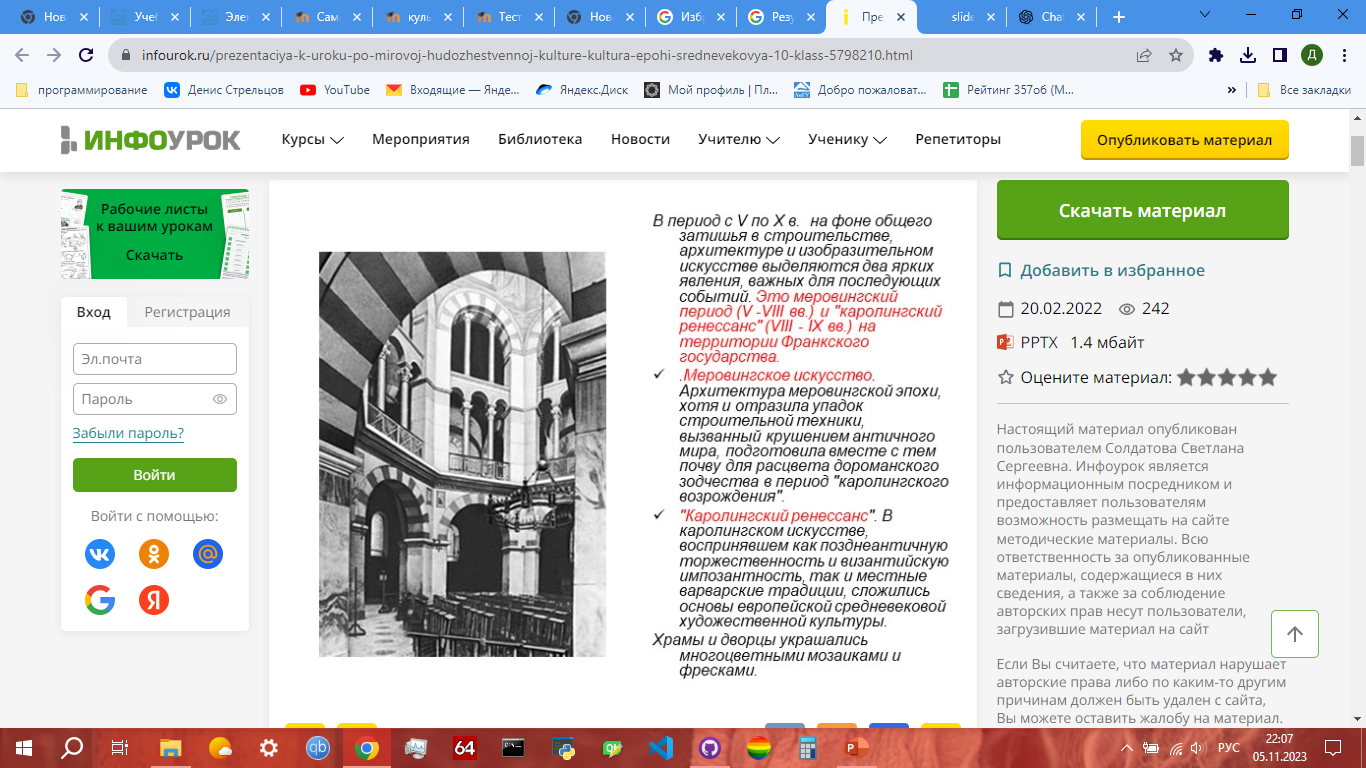 Нов
Учеб
Элек
Сам
куль
Тест
Нов
Избр
Резу
Пре
slide
Chat
infourok.ru/prezentaciya-k-uroku-po-mirovoj-hudozhestvennoj-kulture-kultura-epohi-srednevekovya-10-klass-5798210.html
Д
программирование
Денис Стрельцов
YouTube
Входящие — Янде...
Яндекс.Диск
Мой профиль | Пл...
Добро пожаловат...
Рейтинг 357об (М...
»
Все закладки
ИНФОУРОК
Курсы
Мероприятия
Библиотека
Новости
Учителю
Ученику
Репетиторы
Опубликовать материал
Рабочие листы
к вашим урокам
Скачать
Вход
Регистрация
Эл.почта
Пароль
Забыли пароль?
Войти
Войти с помощью:
В период с V по X в. на фоне общего
затишья в строительстве,
архитектуре и изобразительном
искусстве выделяются два ярких
явления, важных для последующих
событий. Это меровингский
период (V -VIII вв.) и "каролингский
ренессанс" (VIII - IX вв.) на
территории Франкского
государства.
.Меровингское искусство.
Архитектура меровингской эпохи,
хотя и отразила упадок
строительной техники,
вызванный крушением античного
мира, подготовила вместе с тем
почву для расцвета дороманского
зодчества в период "каролингского
возрождения".
"Каролингский ренессанс". В
каролингском искусстве,
воспринявшем как позднеантичную
торжественность и византийскую
импозантность, так и местные
варварские традиции, сложились
основы европейской средневековой
художественной культуры.
Храмы и дворцы украшались
многоцветными мозаиками и
фресками.
Скачать материал
Добавить в избранное
20.02.2022 242
PPTX 1.4 мбайт
Оцените материал:
Настоящий материал опубликован
пользователем Солдатова Светлана
Сергеевна. Инфоурок является
информационным посредником и
предоставляет пользователям
возможность размещать на сайте
методические материалы. Всю
ответственность за опубликованные
материалы, содержащиеся в них
сведения, а также за соблюдение
авторских прав несут пользователи,
загрузившие материал на сайт
Если Вы считаете, что материал нарушает
авторские права либо по каким-то другим
причинам должен быть удален с сайта,
Вы можете оставить жалобу на материал.
qb
64
РУС
22:07
05.11.2023